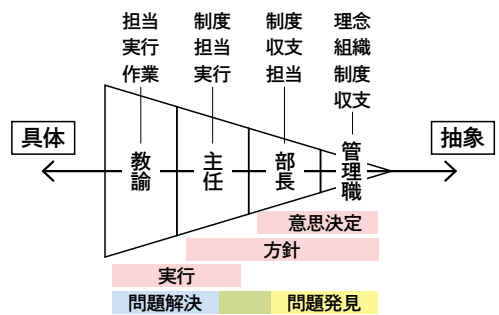 担当
実行
作業
制度
担当
実行
制度
収支
担当
理念
組織
制度
収支
具体
抽象
教諭
主任
部長
管理職
意思決定
方針
実行
問題解決
問題発見